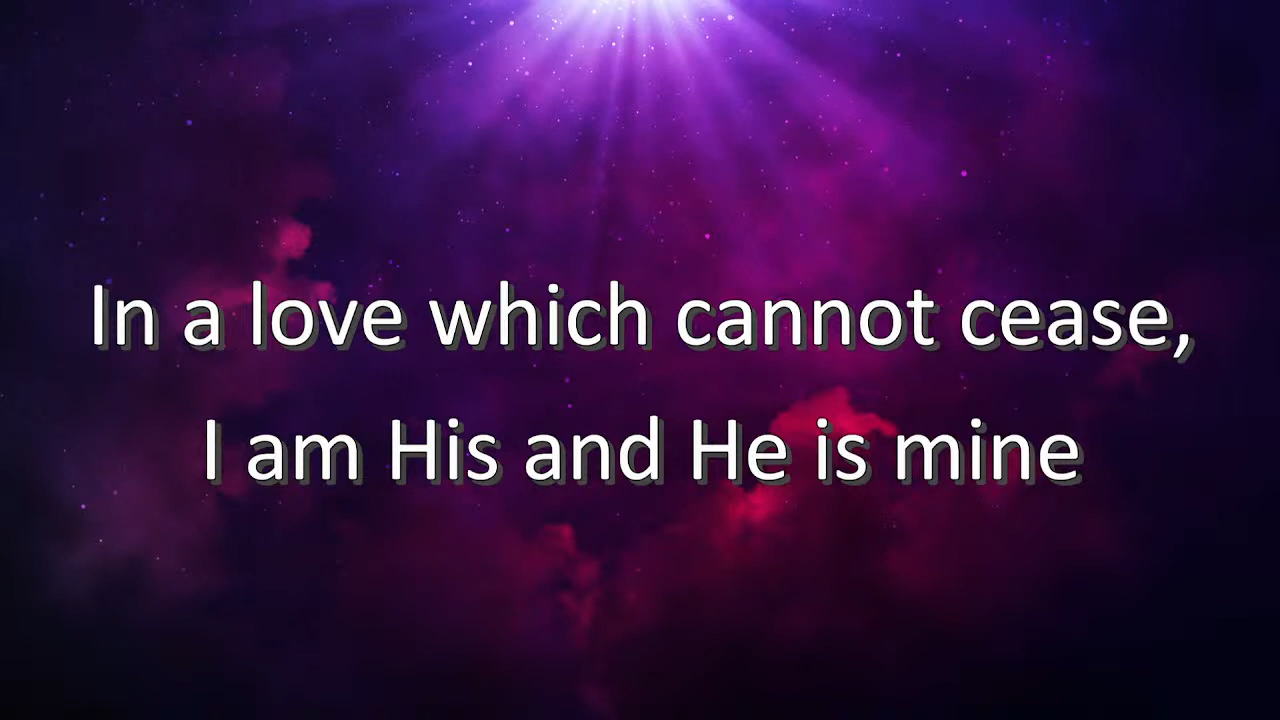 In a love which cannot cease,
I am His and He is mine